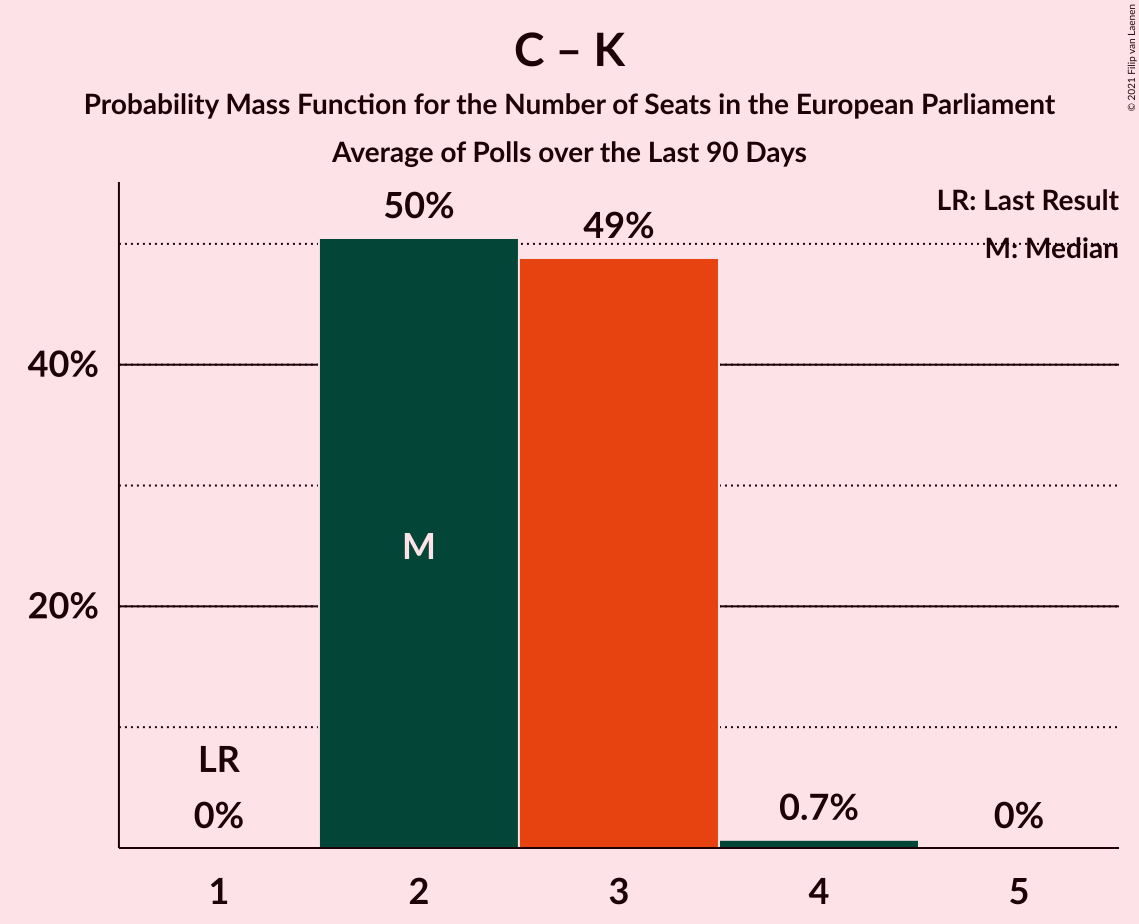 C – K
Probability Mass Function for the Number of Seats in the European Parliament
Average of Polls over the Last 90 Days
© 2021 Filip van Laenen
LR: Last Result
M: Median
50%
49%
40%
M
20%
LR
0%
0.7%
0%
1 2 3 4 5